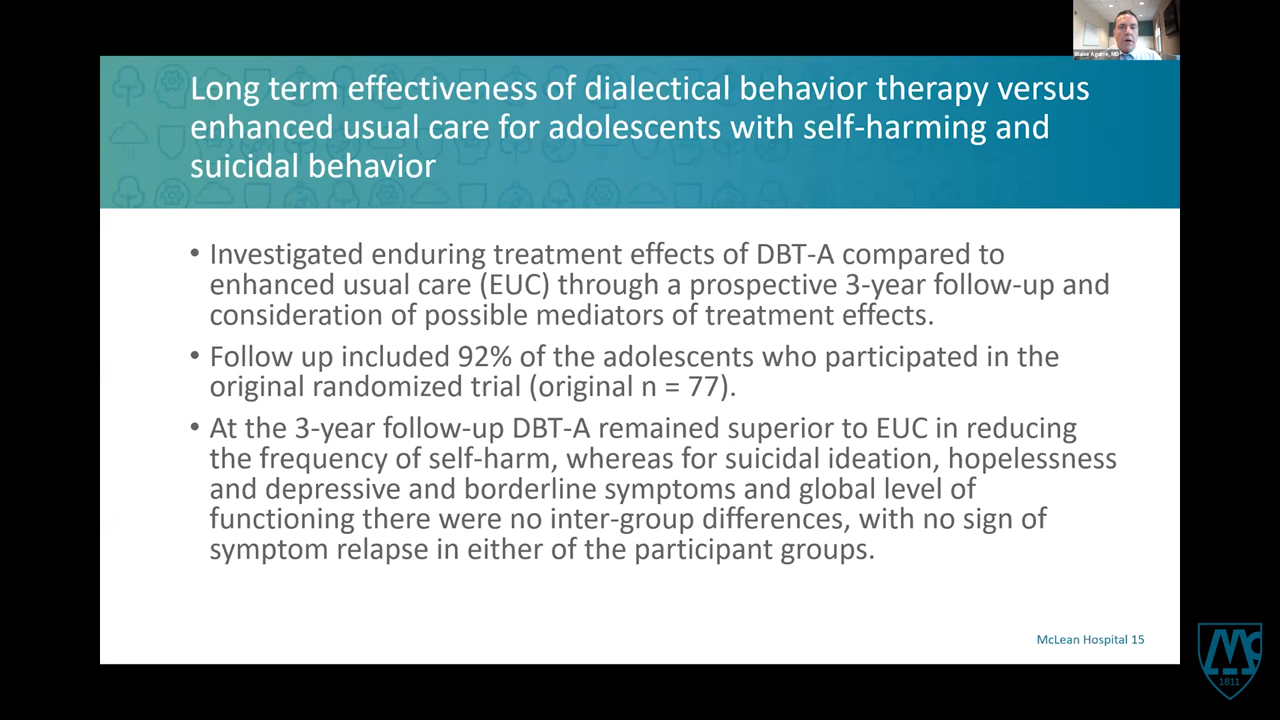 Blaise Aguirre, MD
Long term effectiveness of dialectical behavior therapy versus
enhanced usual care for adolescents with self-harming and
suicidal behavior
• Investigated enduring treatment effects of DBT-A compared to
enhanced usual care (EUC) through a prospective 3-year follow-up and
consideration of possible mediators of treatment effects.
• Follow up included 92% of the adolescents who participated in the
original randomized trial (original n = 77).
• At the 3-year follow-up DBT-A remained superior to EUC in reducing
the frequency of self-harm, whereas for suicidal ideation, hopelessness
and depressive and borderline symptoms and global level of
functioning there were no inter-group differences, with no sign of
symptom relapse in either of the participant groups.
McLean Hospital 15
Mc
1811